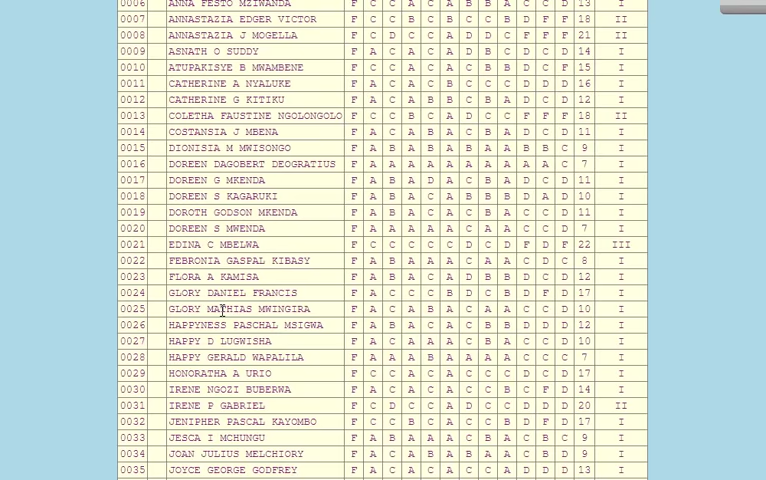 0006 ANNA FESTO MZIWANDA F C C A C A B B A C C D 13 I
0007 ANNASTAZIA EDGER VICTOR F C C B C B C C B D F F 18 II
0008 ANNASTAZIA J MOGELLA F C D C C A D D C F F F 21 II
0009 ASNATH O SUDDY F A C A C A D B C D C D 14 I
0010 ATUPAKISYE B MWAMBENE F C C A C A C B B D C F 15 I
0011 CATHERINE A NYALUKE F A C A C B C C C D D D 16 I
0012 CATHERINE G KITIKU F A C A B B C B A D C D 12 I
0013 COLETHA FAUSTINE NGOLONGOLO F C C B C A D C C F F F 18 II
0014 COSTANSIA J MBENA F A C A B A C B A D C D 11 I
0015 DIONISIA M MWISONGO F A B A B A B A A B B C 9 I
0016 DOREEN DAGOBERT DEOGRATIUS F A A A A A A A A A A C 7 I
0017 DOREEN G MKENDA F A B A D A C B A D C D 11 I
0018 DOREEN S KAGARUKI F A B A C A B B B D A D 10 I
0019 DOROTH GODSON MKENDA F A B A C A C B A C C D 11 I
0020 DOREEN S MWENDA F A A A A A C A A C C D 7 I
0021 EDINA C MBELWA F C C C C C D C D F D F 22 III
0022 FEBRONIA GASPAL KIBASY F A B A A A C A A C D C 8 I
0023 FLORA A KAMISA F A B A C A D B B D C D 12 I
0024 GLORY DANIEL FRANCIS F A C C C B D C B D F D 17 I
0025 GLORY MATHIAS MWINGIRA F A C A B A C A A C C D 10 I
0026 HAPPYNESS PASCHAL MSIGWA F A B A C A C B B D D D 12 I
0027 HAPPY D LUGWISHA F A C A A A C B A C C D 10 I
0028 HAPPY GERALD WAPALILA F A A A B A A A A C C C 7 I
0029 HONORATHA A URIO F C C A C A C C C D C D 17 I
0030 IRENE NGOZI BUBERWA F A C A C A C C B C F D 14 I
0031 IRENE P GABRIEL F C D C C A D C C D D D 20 II
0032 JENIPHER PASCAL KAYOMBO F C C B C A C C B D F D 17 I
0033 JESCA I MCHUNGU F A B A A A C B A C B C 9 I
0034 JOAN JULIUS MELCHIORY F A C A B A B A A C B D 9 I
0035 JOYCE GEORGE GODFREY F A C A C A C C A D D D 13 I